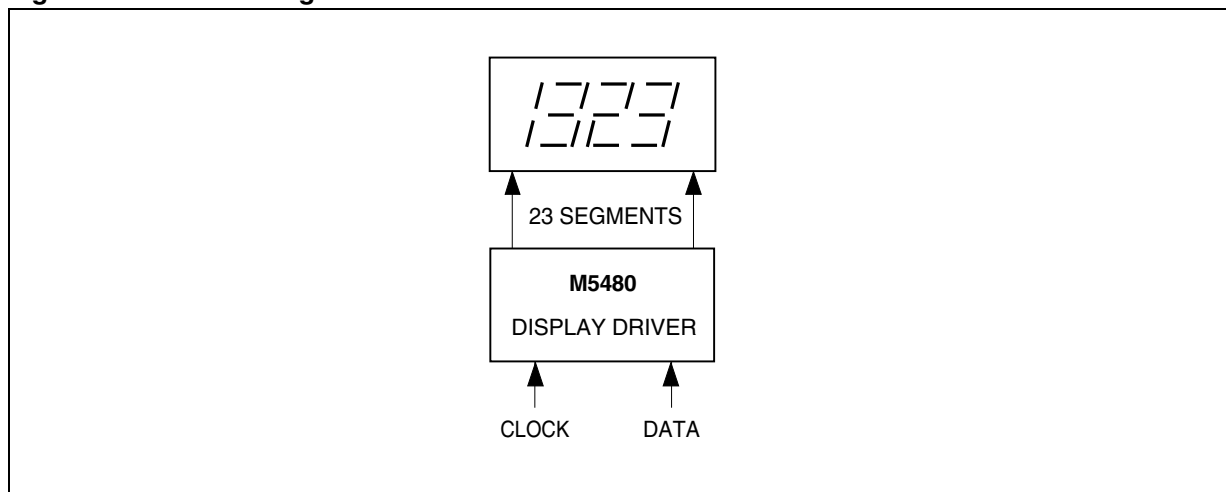 1323
23 SEGMENTS
M5480
DISPLAY DRIVER
CLOCK DATA